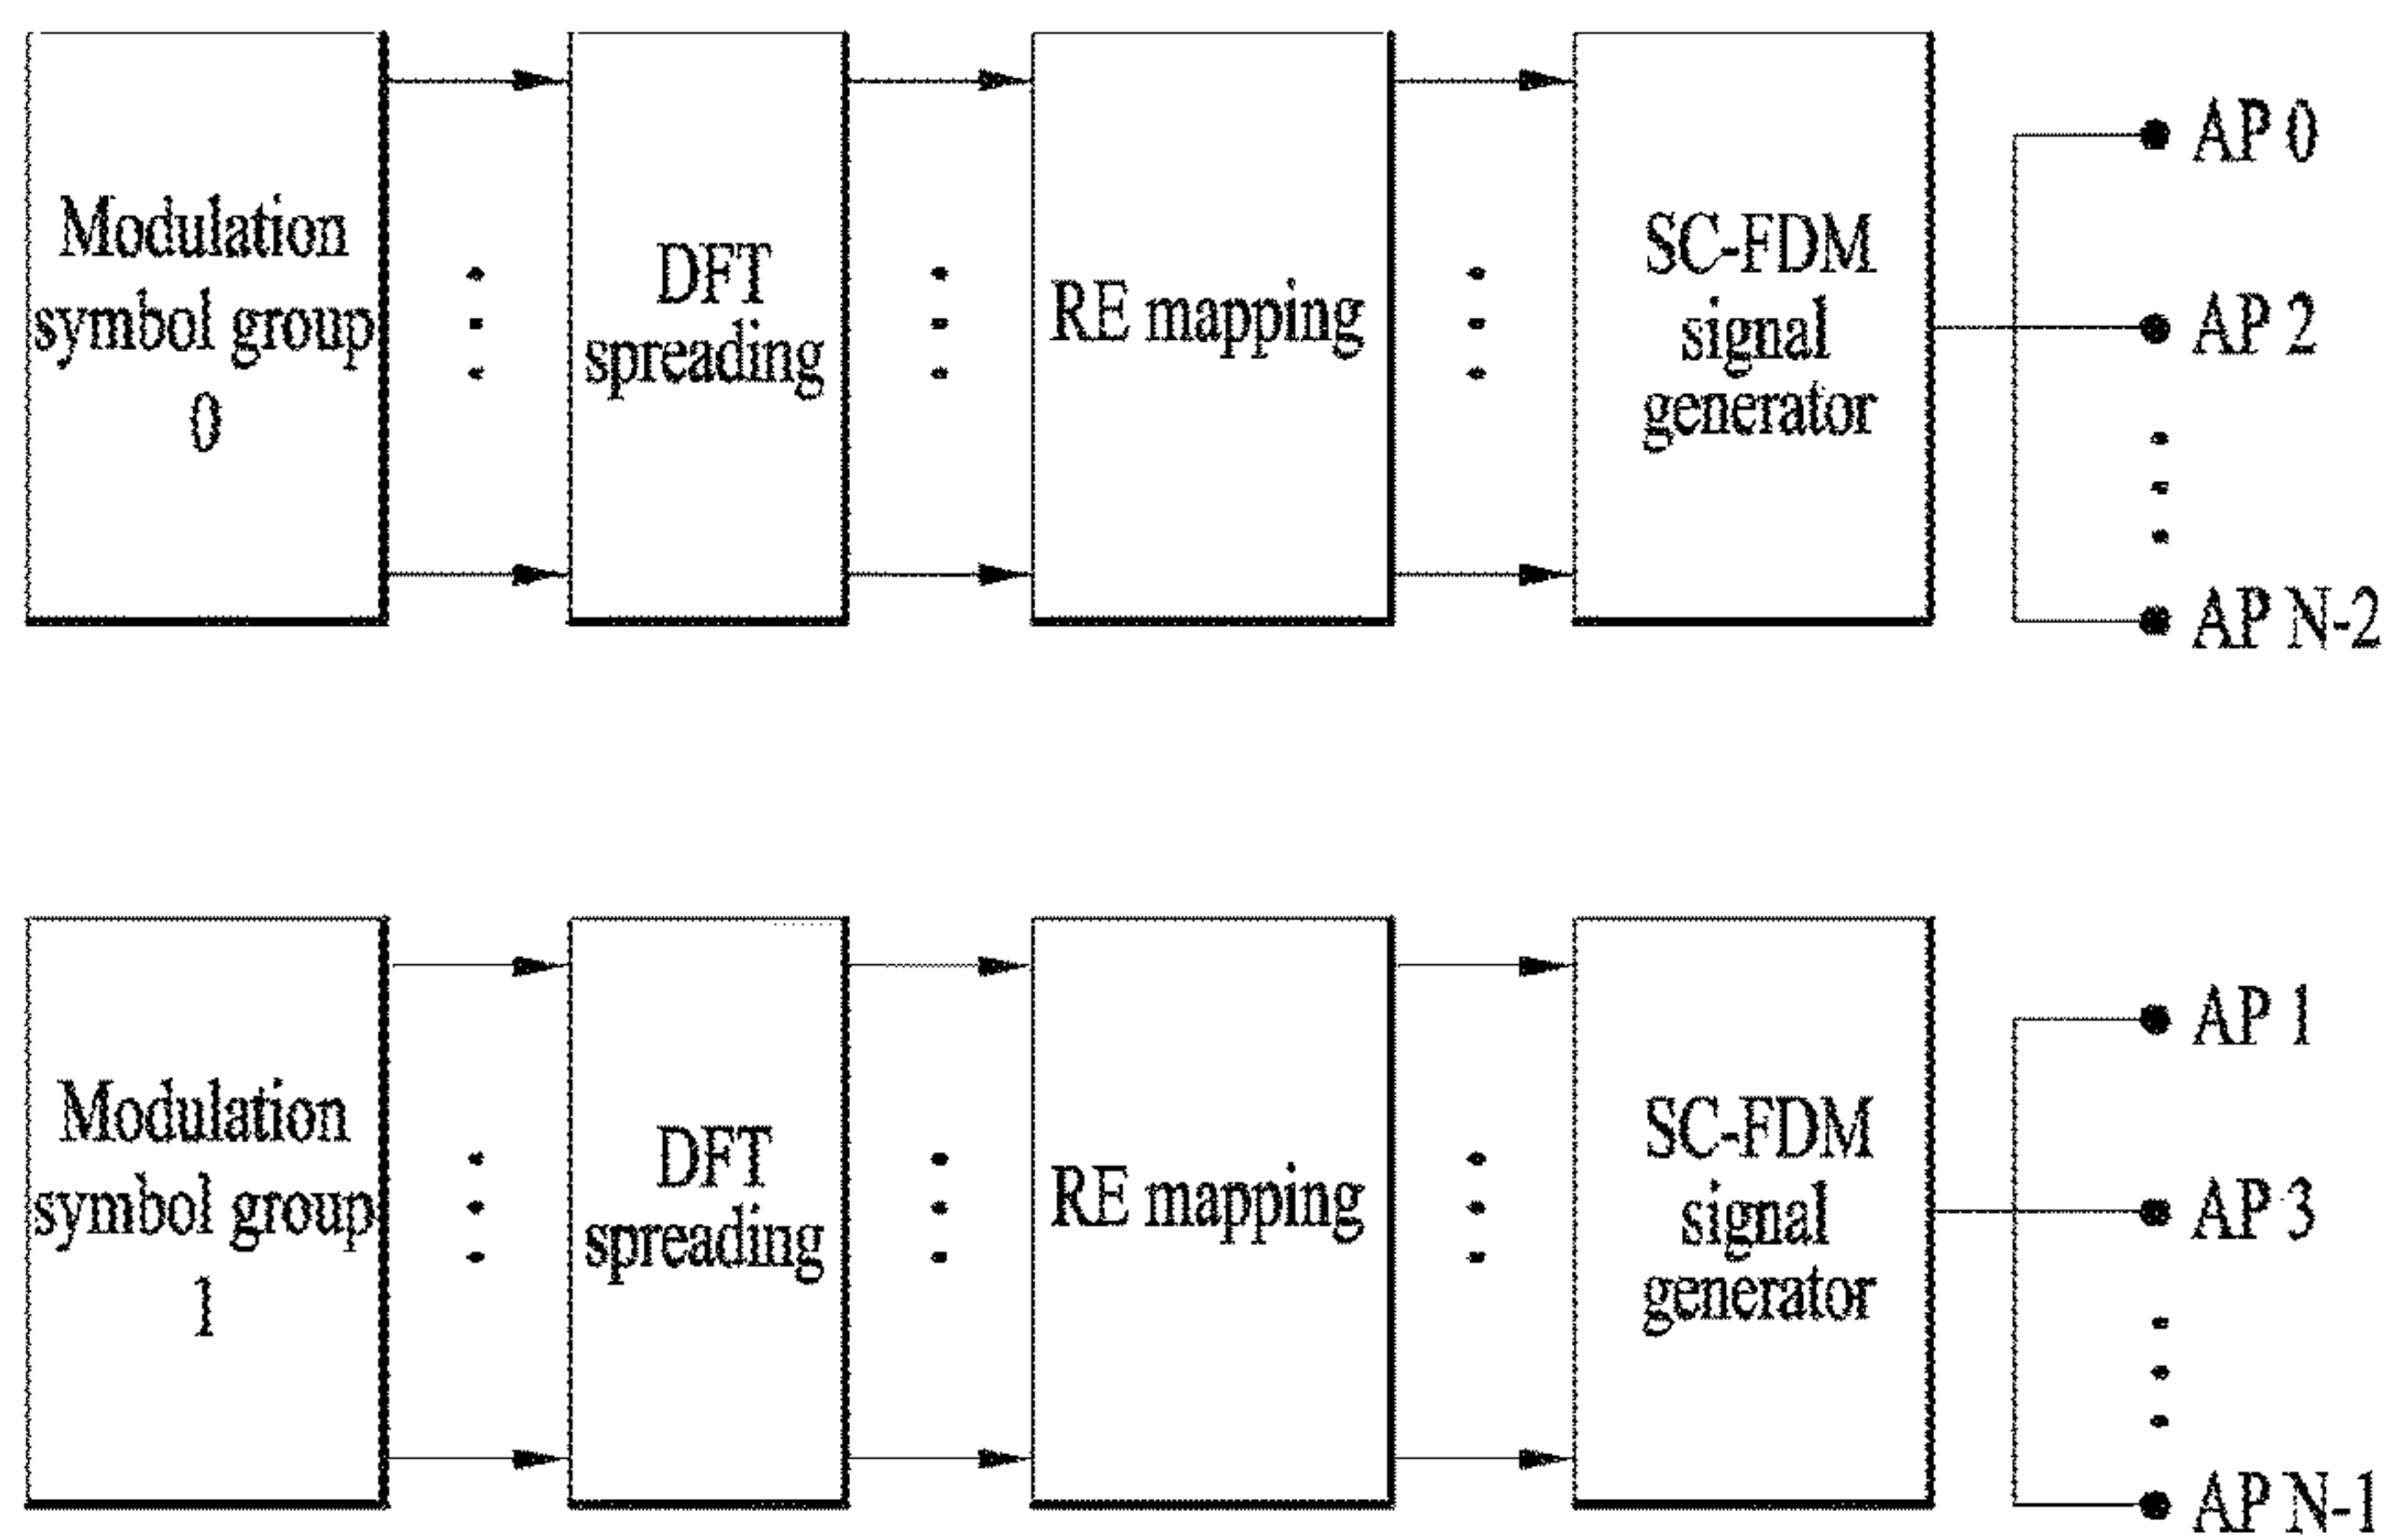 Modulation
symbol group
0
DFT
spreading
RE mapping
SC-FDM
signal
generator
AP 0
AP 2
AP N-2
Modulation
symbol group
1
DFT
spreading
RE mapping
SC-FDM
signal
generator
AP 1
AP 3
AP N-1